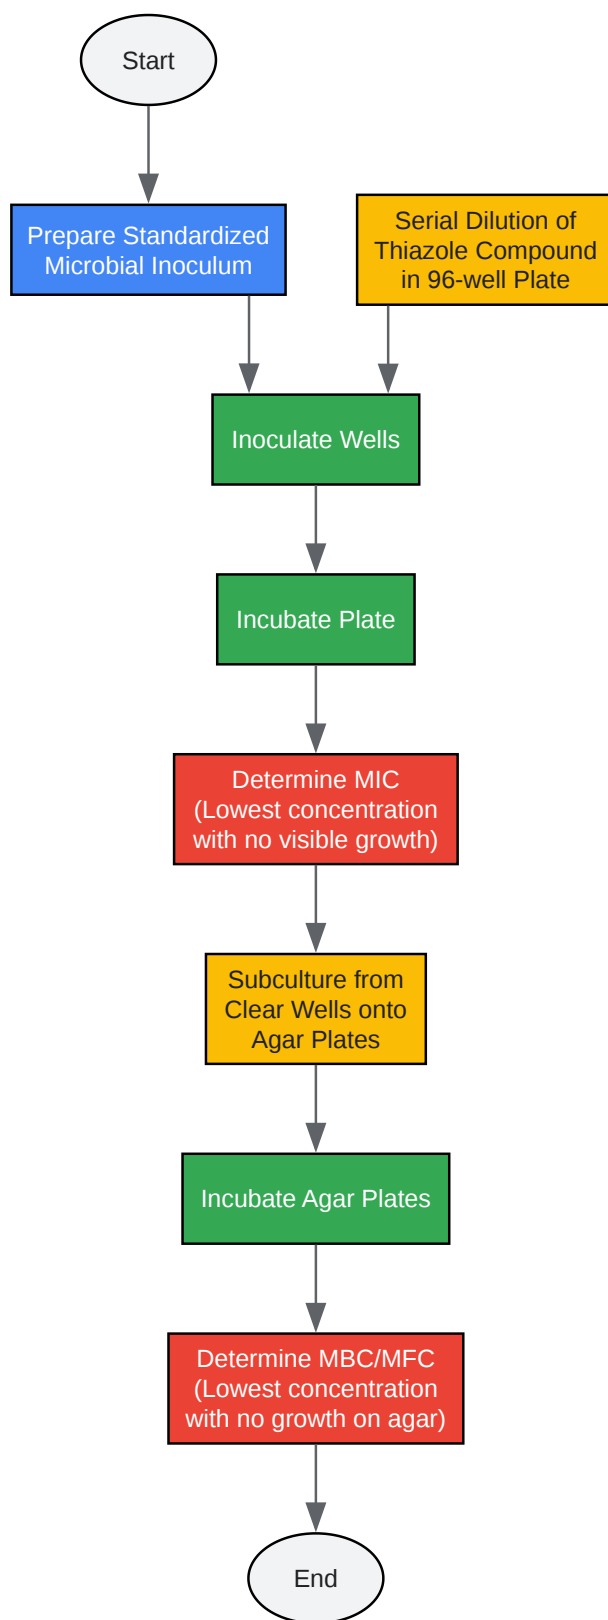 Start
Prepare Standardized
Microbial Inoculum
Serial Dilution of
Thiazole Compound
in 96-well Plate
Inoculate Wells
Incubate Plate
Determine MIC
(Lowest concentration
with no visible growth)
Subculture from
Clear Wells onto
Agar Plates
Incubate Agar Plates
Determine MBC/MFC
(Lowest concentration
with no growth on agar)
End